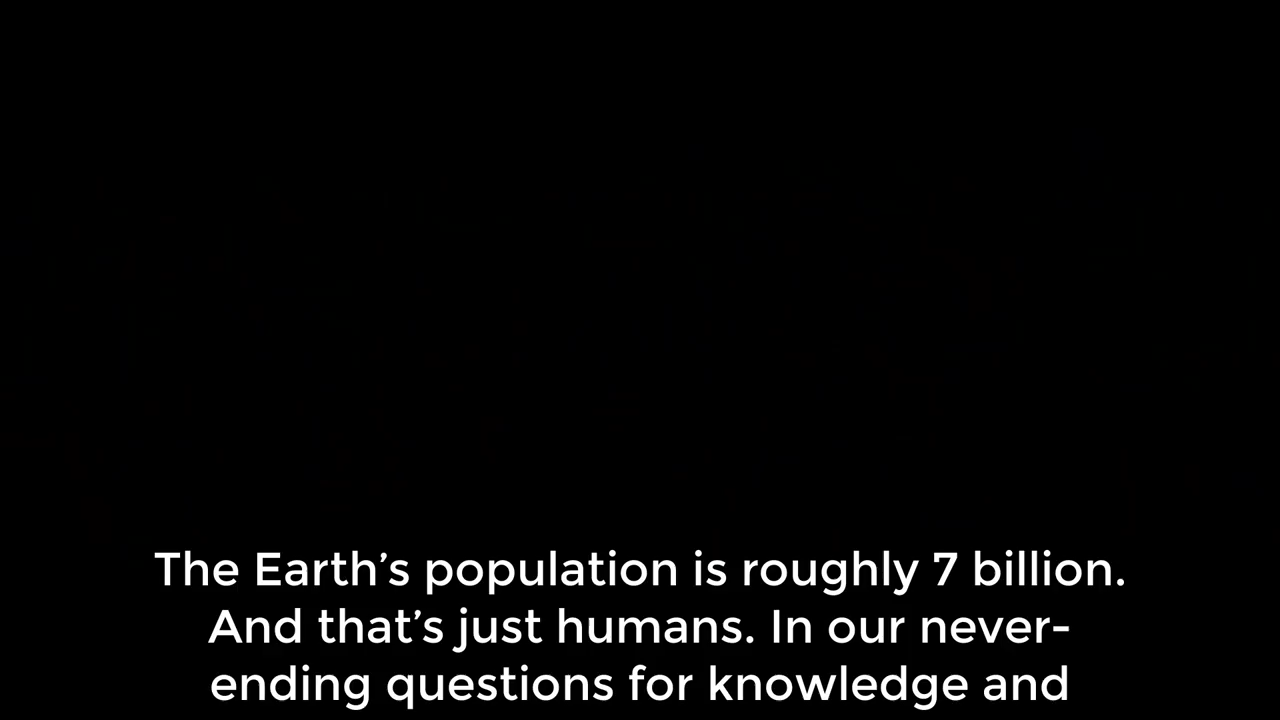 The Earth’s population is roughly 7 billion.
And that’s just humans. In our never-
ending questions for knowledge and